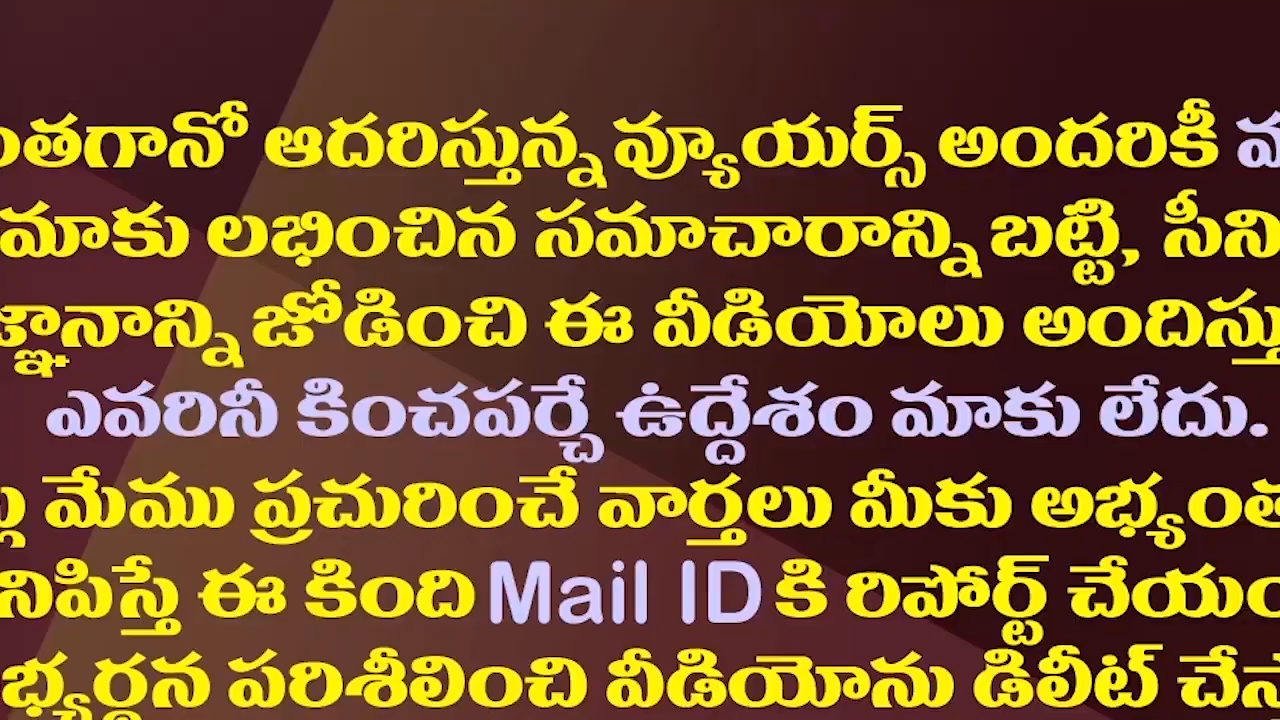 ంతగానో ఆదరిస్తున్న వ్యూయర్స్ అందరికీ
మాకు లభించిన సమాచారాన్ని బట్టి, సీని
జ్ఞానాన్ని జోడించి ఈ వీడియోలు అందిస్తు
ఎవరినీ కించపర్చే ఉద్దేశం మాకు లేదు.
మేము ప్రచురించే వార్తలు మీకు అభ్యంత
నిపిస్తే ఈ కింది Mail ID కి రిపోర్ట్ చేయం
భ్యర్థన పరిశీలించి వీడియోను డిలీట్ చేస